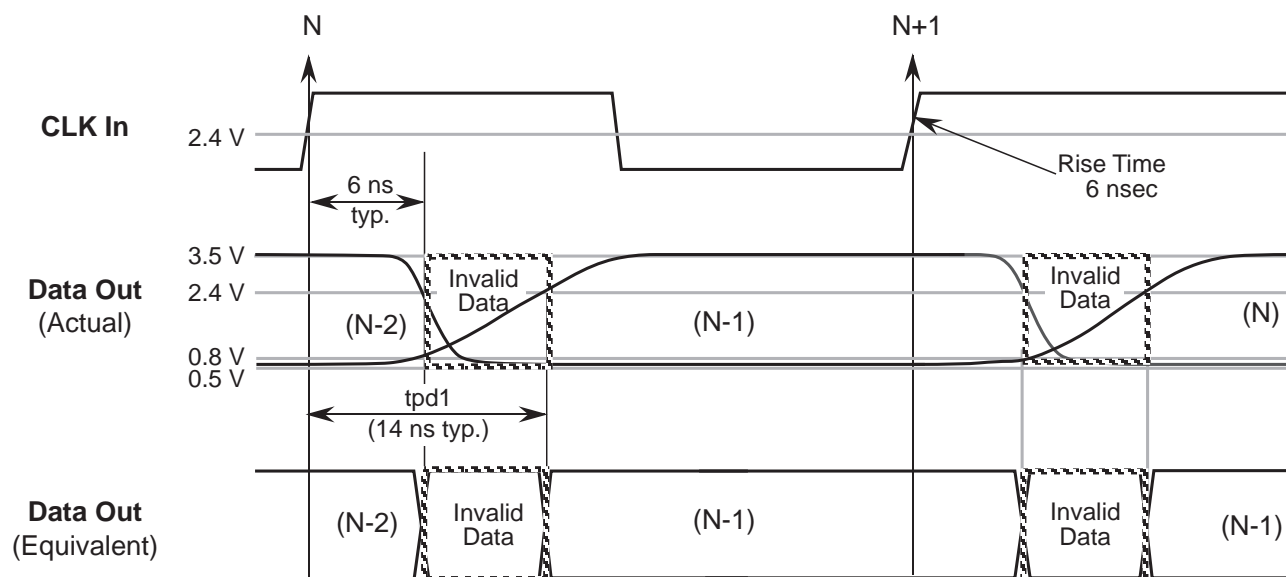 N
N+1
CLK In
2.4 V
Rise Time
6 nsec
6 ns
typ.
3.5 V
Data Out
(Actual)
2.4 V
0.8 V
0.5 V
(N-2)
Invalid
Data
(N-1)
Invalid
Data
(N)
tpd1
(14 ns typ.)
Data Out
(Equivalent)
(N-2)
Invalid
Data
(N-1)
Invalid
Data
(N-1)